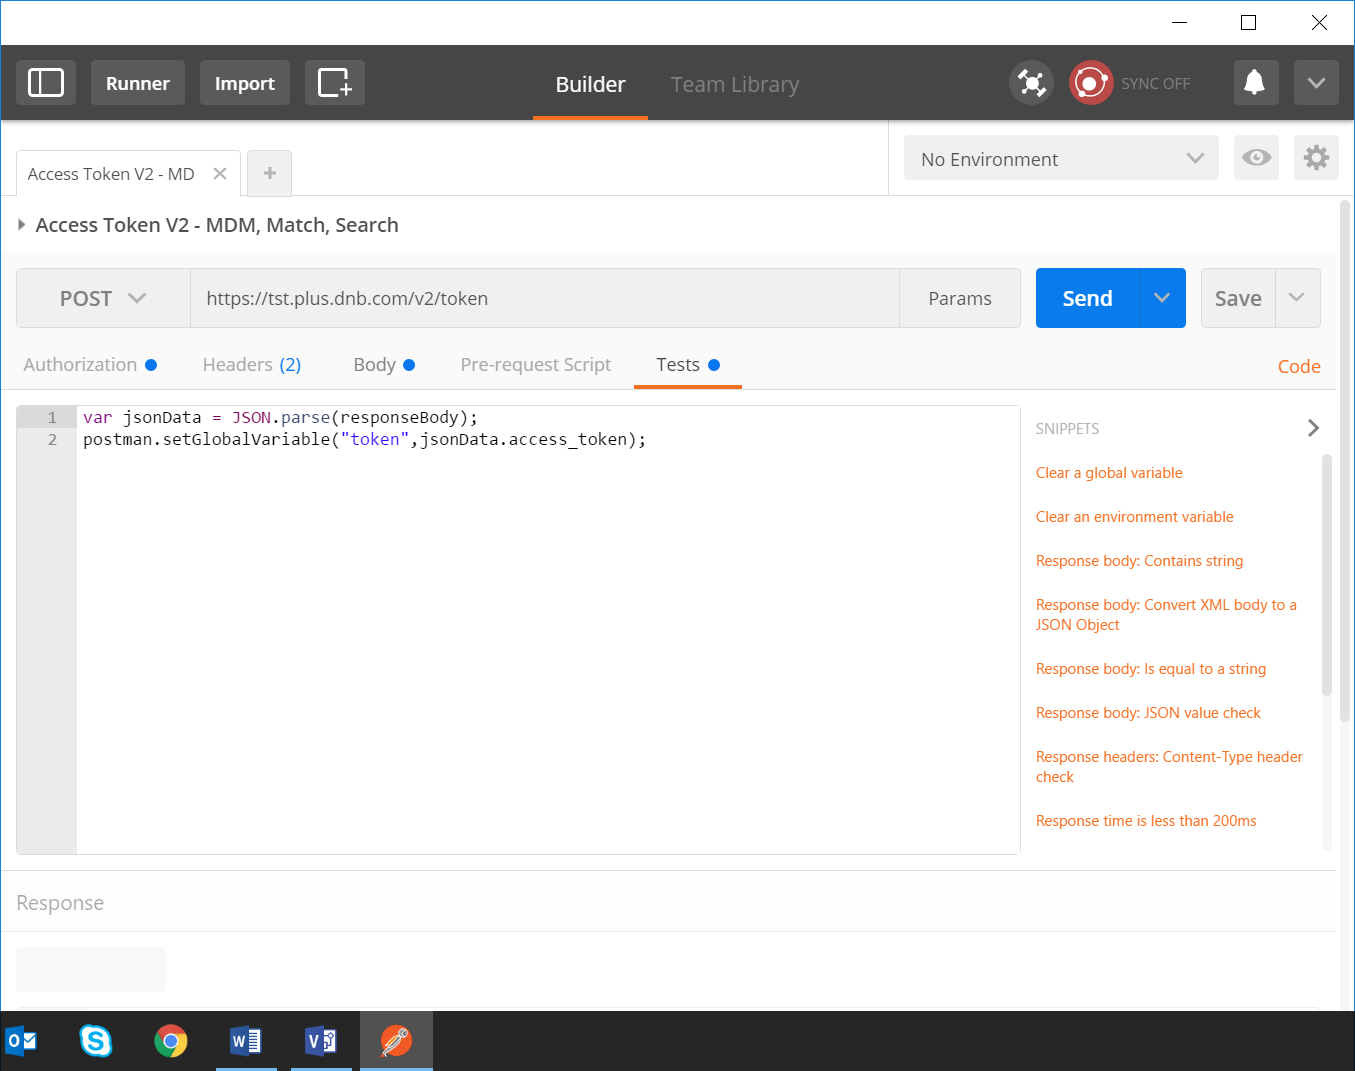 Runner
Import
Builder
Team Library
SYNC OFF
Access Token V2 - MD
No Environment
Access Token V2 - MDM, Match, Search
POST
https://tst.plus.dnb.com/v2/token
Params
Send
Save
Authorization
Headers (2)
Body
Pre-request Script
Tests
Code
1 var jsonData = JSON.parse(responseBody);
2 postman.setGlobalVariable("token",jsonData.access_token);
SNIPPETS
Clear a global variable
Clear an environment variable
Response body: Contains string
Response body: Convert XML body to a
JSON Object
Response body: Is equal to a string
Response body: JSON value check
Response headers: Content-Type header
check
Response time is less than 200ms
Response